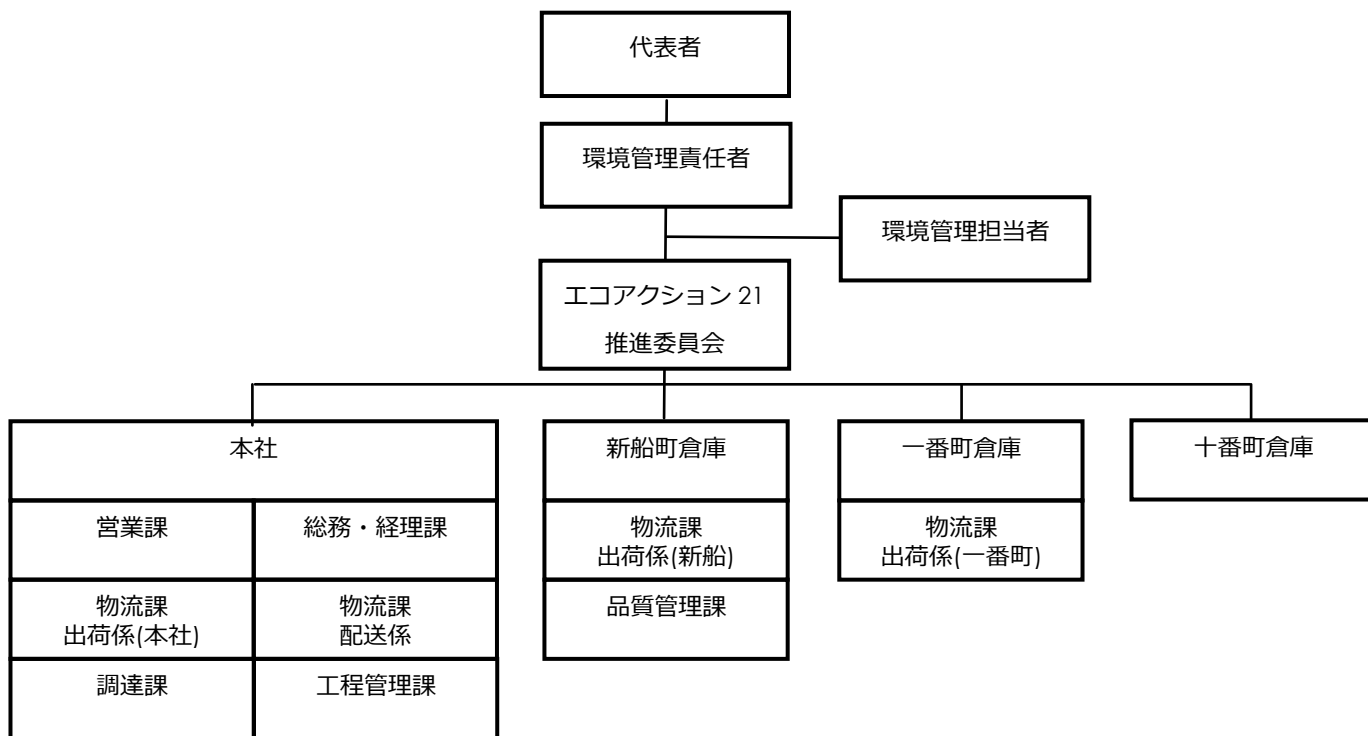 代表者
環境管理責任者
環境管理担当者
エコアクション 21
推進委員会
本社
営業課
総務・経理課
物流課
出荷係(本社)
物流課
配送係
調達課
工程管理課
新船町倉庫
物流課
出荷係(新船)
品質管理課
一番町倉庫
物流課
出荷係(一番町)
十番町倉庫